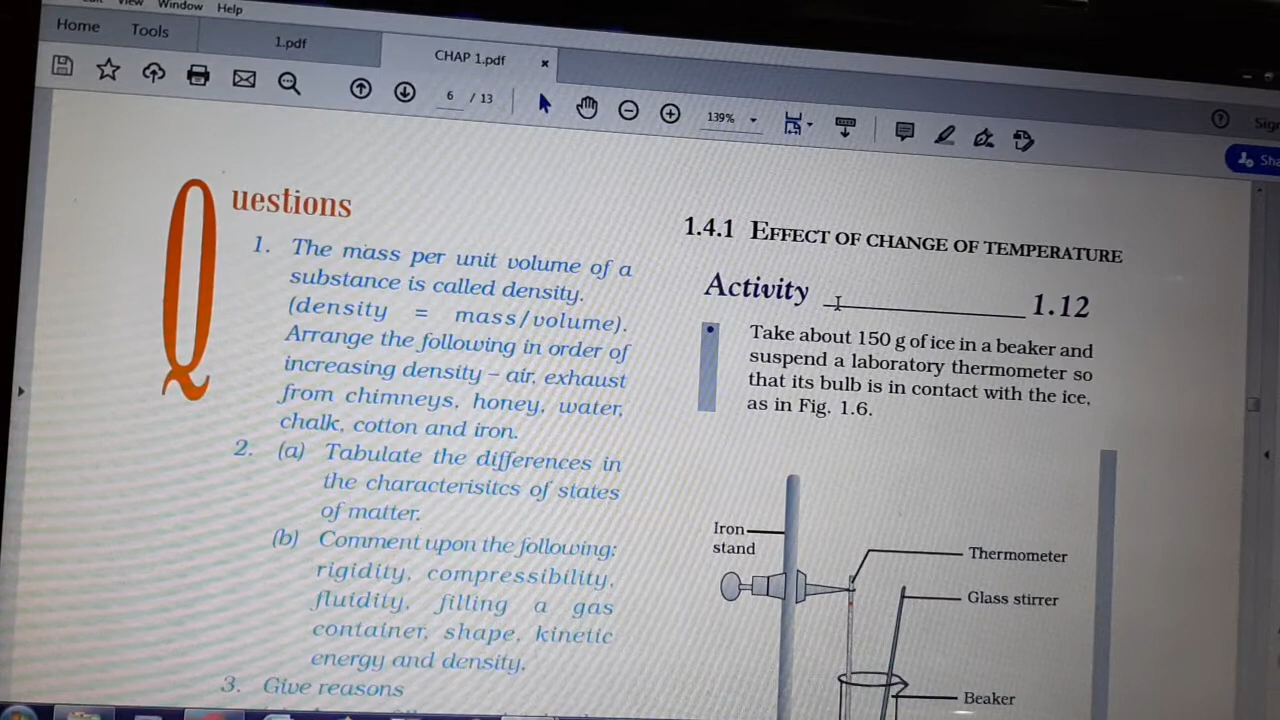 View Window Help
Home Tools 1.pdf CHAP 1.pdf ×
6 / 13 139%
Questions
1. The mass per unit volume of a
substance is called density.
(density = mass/volume).
Arrange the following in order of
increasing density – air, exhaust
from chimneys, honey, water,
chalk, cotton and iron.
2. (a) Tabulate the differences in
the characterisitcs of states
of matter.
(b) Comment upon the following:
rigidity, compressibility,
fluidity, filling a gas
container, shape, kinetic
energy and density.
3. Give reasons
1.4.1 EFFECT OF CHANGE OF TEMPERATURE
Activity 1.12
• Take about 150 g of ice in a beaker and
suspend a laboratory thermometer so
that its bulb is in contact with the ice,
as in Fig. 1.6.
Iron
stand
Thermometer
Glass stirrer
Beaker